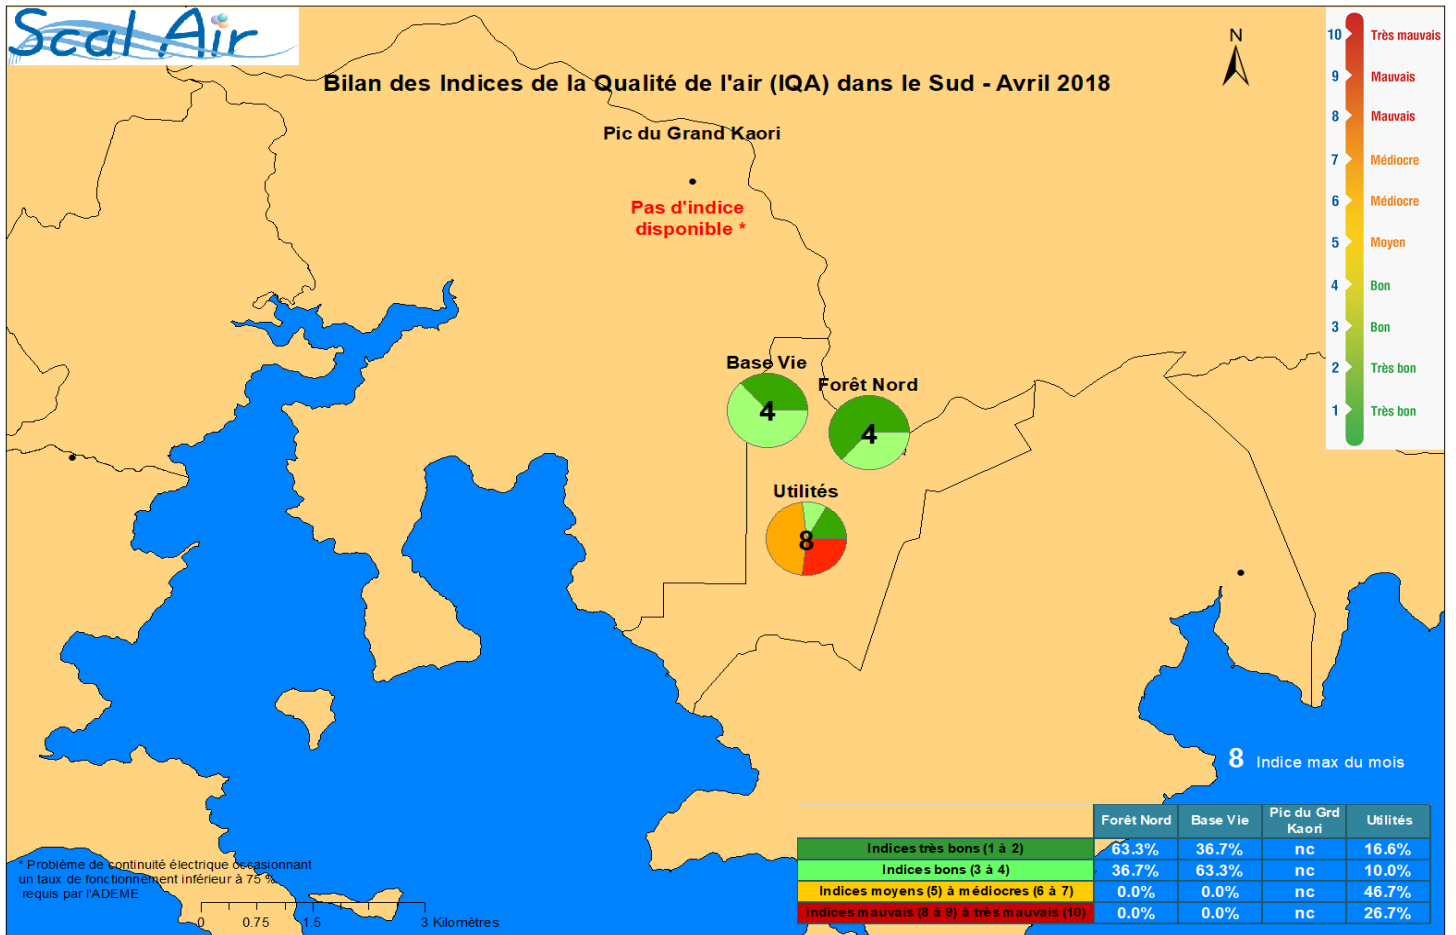 Scal Air
Bilan des Indices de la Qualité de l'air (IQA) dans le Sud - Avril 2018
N
10 Très mauvais
9 Mauvais
8 Mauvais
7 Médiocre
6 Médiocre
5 Moyen
4 Bon
3 Bon
2 Très bon
1 Très bon
Pic du Grand Kaori
Pas d'indice
disponible *
Base Vie
4
Forêt Nord
4
Utilités
8
8 Indice max du mois
Forêt Nord Base Vie Pic du Grd Kaori Utilités
Indices très bons (1 à 2) 63.3% 36.7% nc 16.6%
Indices bons (3 à 4) 36.7% 63.3% nc 10.0%
Indices moyens (5) à médiocres (6 à 7) 0.0% 0.0% nc 46.7%
Indices mauvais (8 à 9) à très mauvais (10) 0.0% 0.0% nc 26.7%
* Problème de continuité électrique occasionnant
un taux de fonctionnement inférieur à 75 %
requis par l'ADEME
0 0.75 1.5 3 Kilomètres